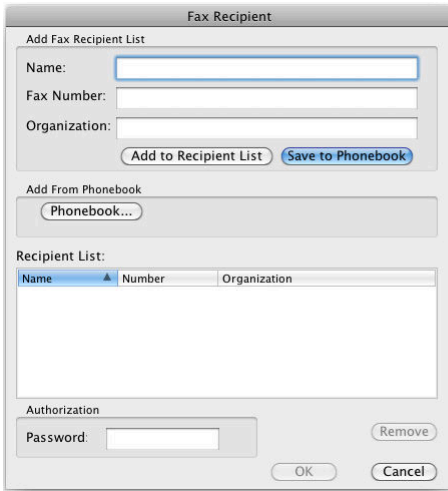 Fax Recipient
Add Fax Recipient List
Name:
Fax Number:
Organization:
Add to Recipient List Save to Phonebook
Add From Phonebook
Phonebook...
Recipient List:
Name Number Organization
Authorization
Password:
Remove
OK Cancel